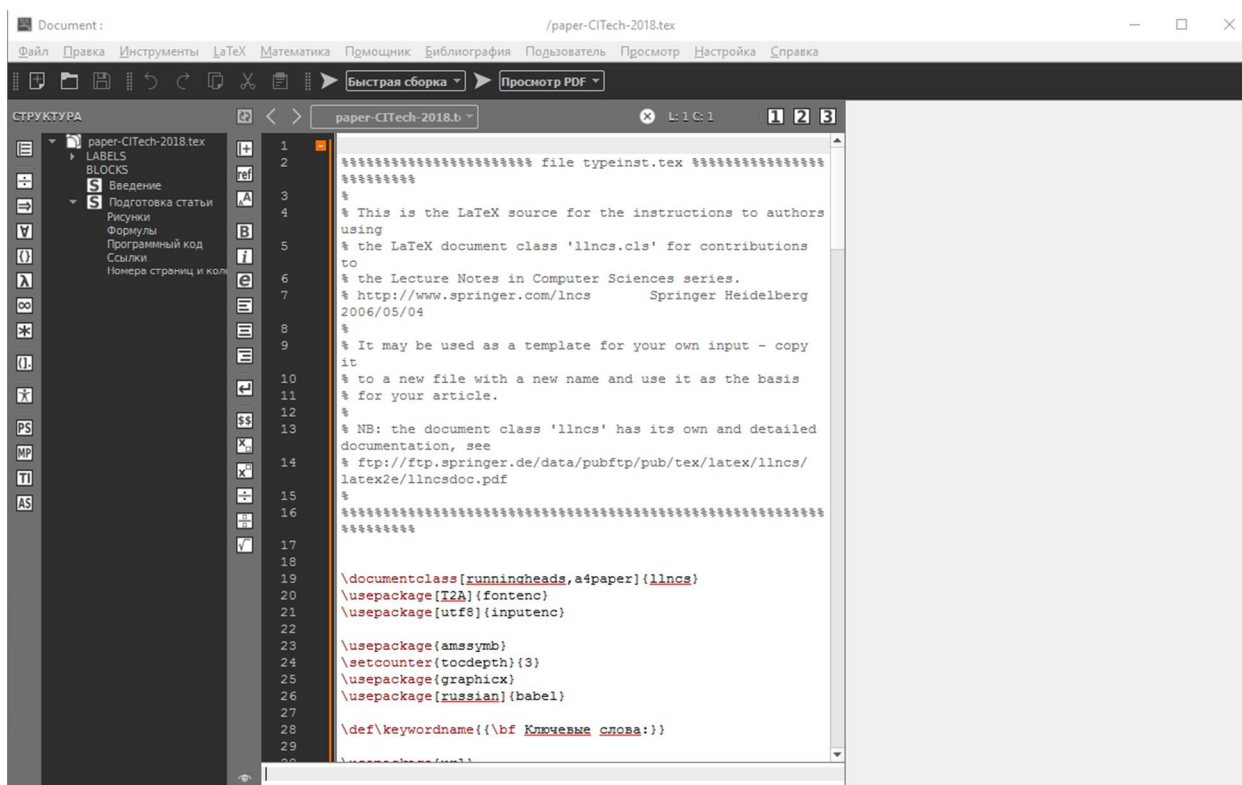 Document : /paper-CITech-2018.tex
Файл Правка Инструменты LaTeX Математика Помощник Библиография Пользователь Просмотр Настройка Справка
Быстрая сборка Просмотр PDF
СТРУКТУРА
paper-CITech-2018.tex
LABELS
BLOCKS
S Введение
S Подготовка статьи
Рисунки
Формулы
Программный код
Ссылки
Номера страниц и коло
PS
MP
TI
AS
ref
B
i
e
$$
paper-CITech-2018.t
L: 1 C: 1
1 2 3
1
2 %%%%%%%%%%%%%%%%%%%%%%% file typeinst.tex %%%%%%%%%%%%%%%%
%%%%%%%%%
3 %
4 % This is the LaTeX source for the instructions to authors
using
5 % the LaTeX document class 'llncs.cls' for contributions
to
6 % the Lecture Notes in Computer Sciences series.
7 % http://www.springer.com/lncs       Springer Heidelberg
2006/05/04
8 %
9 % It may be used as a template for your own input - copy
it
10 % to a new file with a new name and use it as the basis
11 % for your article.
12 %
13 % NB: the document class 'llncs' has its own and detailed
documentation, see
14 % ftp://ftp.springer.de/data/pubftp/pub/tex/latex/llncs/
latex2e/llncsdoc.pdf
15 %
16 %%%%%%%%%%%%%%%%%%%%%%%%%%%%%%%%%%%%%%%%%%%%%%%%%%%%%%%%%%
%%%%%%%%%
17
18
19 \documentclass[runningheads,a4paper]{llncs}
20 \usepackage[T2A]{fontenc}
21 \usepackage[utf8]{inputenc}
22
23 \usepackage{amssymb}
24 \setcounter{tocdepth}{3}
25 \usepackage{graphicx}
26 \usepackage[russian]{babel}
27
28 \def\keywordname{{\bf Ключевые слова:}}
29